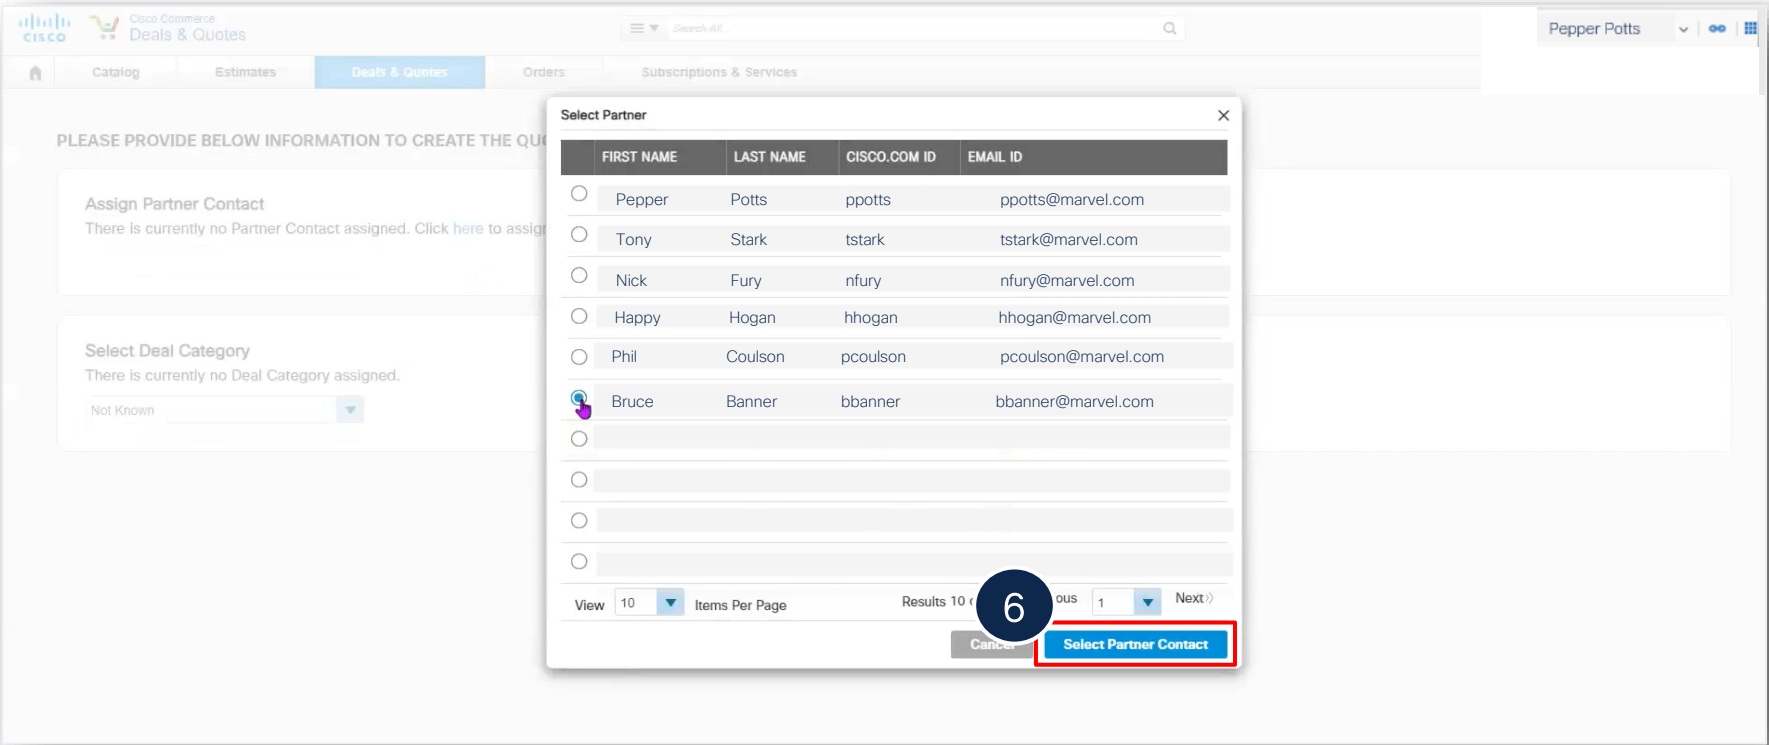 CISCO
Cisco Commerce
Deals & Quotes
Search All...
Pepper Potts
Catalog
Estimates
Deals & Quotes
Orders
Subscriptions & Services
PLEASE PROVIDE BELOW INFORMATION TO CREATE THE QU
Assign Partner Contact
There is currently no Partner Contact assigned. Click here to assign
Select Deal Category
There is currently no Deal Category assigned.
Not Known
Select Partner
FIRST NAME LAST NAME CISCO.COM ID EMAIL ID
Pepper Potts ppotts ppotts@marvel.com
Tony Stark tstark tstark@marvel.com
Nick Fury nfury nfury@marvel.com
Happy Hogan hhogan hhogan@marvel.com
Phil Coulson pcoulson pcoulson@marvel.com
Bruce Banner bbanner bbanner@marvel.com
View 10 Items Per Page Results 10 ous 1 Next
6
Cancel Select Partner Contact